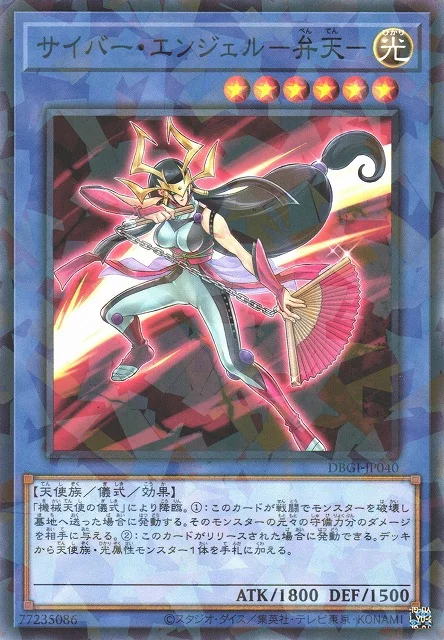 サイバー・エンジェル－弁天－
べん てん
ひかり
光
DBGI-JP040
【天使族／儀式／効果】
「機械天使の儀式」により降臨。①：このカードが戦闘でモンスターを破壊し
墓地へ送った場合に発動する。そのモンスターの元々の守備力分のダメージ
を相手に与える。②：このカードがリリースされた場合に発動できる。デッキ
から天使族・光属性モンスター1体を手札に加える。
ATK/1800 DEF/1500
77235086
©スタジオ・ダイス／集英社・テレビ東京・KONAMI